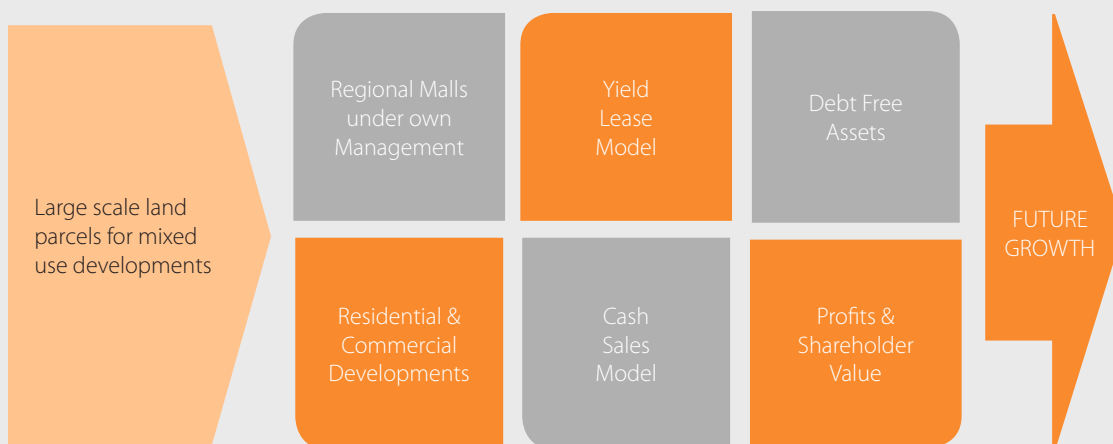 Large scale land
parcels for mixed
use developments
Regional Malls
under own
Management
Yield
Lease
Model
Debt Free
Assets
Residential &
Commercial
Developments
Cash
Sales
Model
Profits &
Shareholder
Value
FUTURE
GROWTH